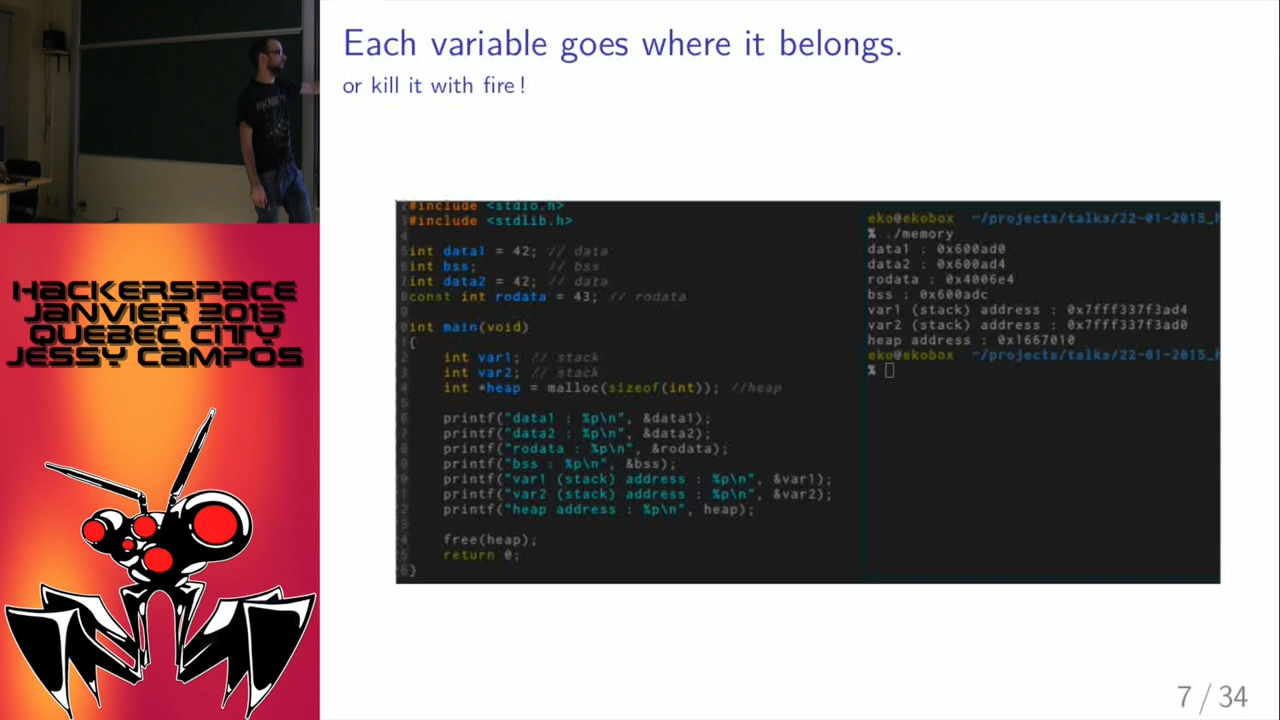 Each variable goes where it belongs.
or kill it with fire !
HACKERSPACE
JANVIER 2015
QUEBEC CITY
JESSY CAMPOS
#include <stdio.h>
#include <stdlib.h>
int data1 = 42; // data
int bss; // bss
int data2 = 42; // data
const int rodata = 43; // rodata
int main(void)
{
int var1; // stack
int var2; // stack
int *heap = malloc(sizeof(int)); //heap
printf("data1 : %p\n", &data1);
printf("data2 : %p\n", &data2);
printf("rodata : %p\n", &rodata);
printf("bss : %p\n", &bss);
printf("var1 (stack) address : %p\n", &var1);
printf("var2 (stack) address : %p\n", &var2);
printf("heap address : %p\n", heap);
free(heap);
return 0;
}
eko@ekobox ~/projects/talks/22-01-2015_h
% ./memory
data1 : 0x600ad0
data2 : 0x600ad4
rodata : 0x4006e4
bss : 0x600adc
var1 (stack) address : 0x7fff337f3ad4
var2 (stack) address : 0x7fff337f3ad0
heap address : 0x1667010
eko@ekobox ~/projects/talks/22-01-2015_h
%
7 / 34